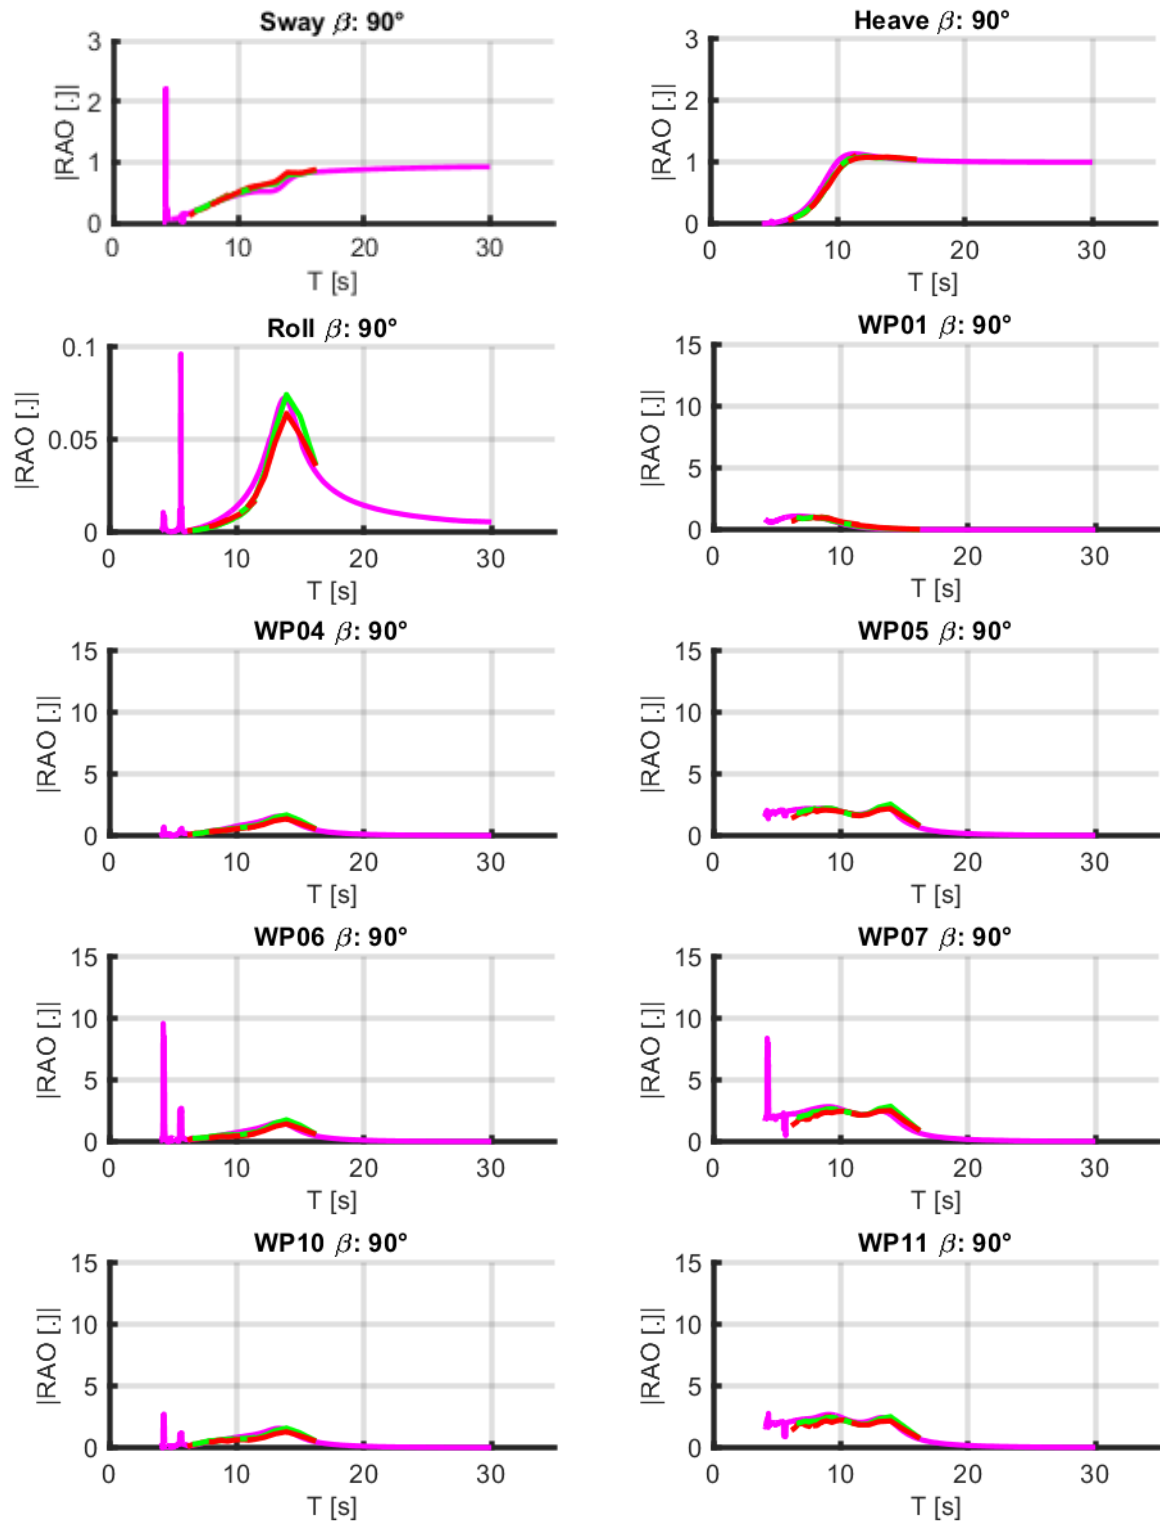 Sway β: 90°
|RAO [.]|
3
2
1
0
0 10 20 30
T [s]
Heave β: 90°
|RAO [.]|
3
2
1
0
0 10 20 30
T [s]
Roll β: 90°
|RAO [.]|
0.1
0.05
0
0 10 20 30
T [s]
WP01 β: 90°
|RAO [.]|
15
10
5
0
0 10 20 30
T [s]
WP04 β: 90°
|RAO [.]|
15
10
5
0
0 10 20 30
T [s]
WP05 β: 90°
|RAO [.]|
15
10
5
0
0 10 20 30
T [s]
WP06 β: 90°
|RAO [.]|
15
10
5
0
0 10 20 30
T [s]
WP07 β: 90°
|RAO [.]|
15
10
5
0
0 10 20 30
T [s]
WP10 β: 90°
|RAO [.]|
15
10
5
0
0 10 20 30
T [s]
WP11 β: 90°
|RAO [.]|
15
10
5
0
0 10 20 30
T [s]